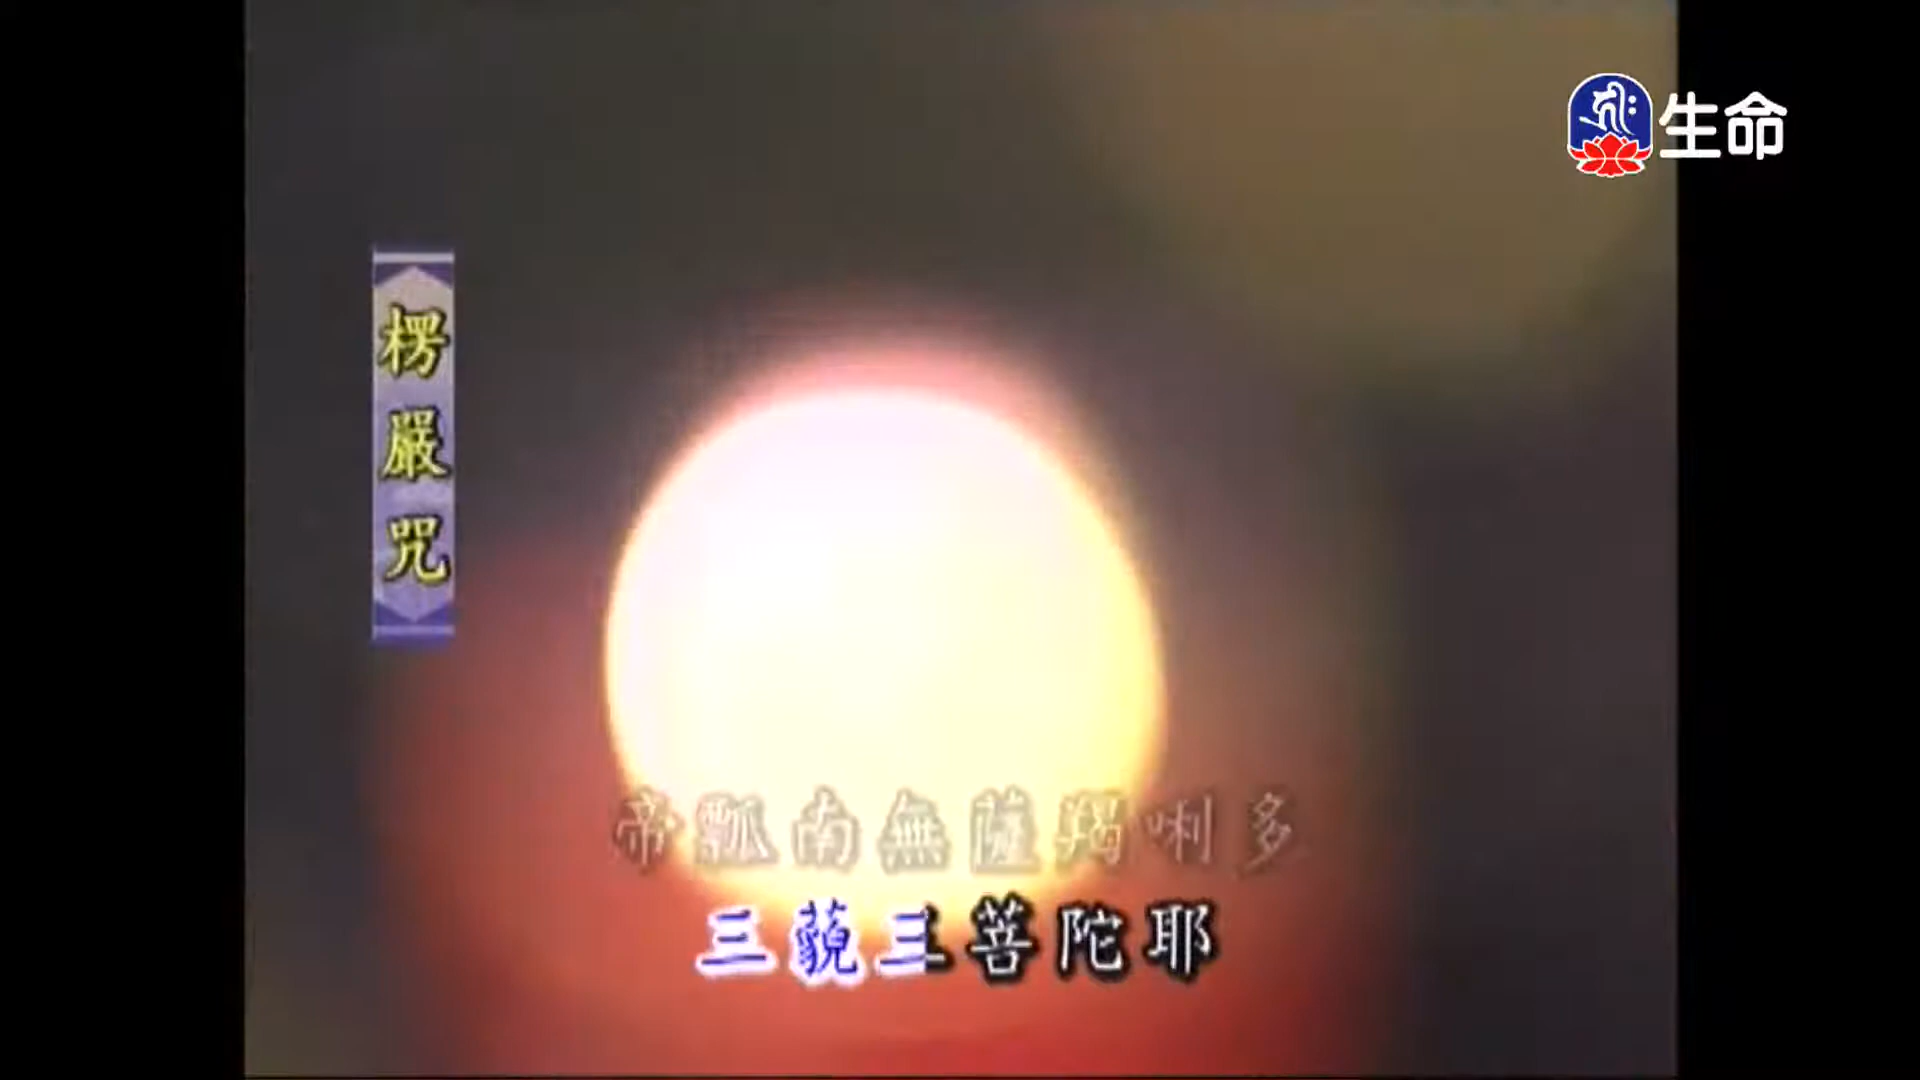 生命
楞嚴咒
帝瓢南無薩羯唎多
三藐三菩陀耶